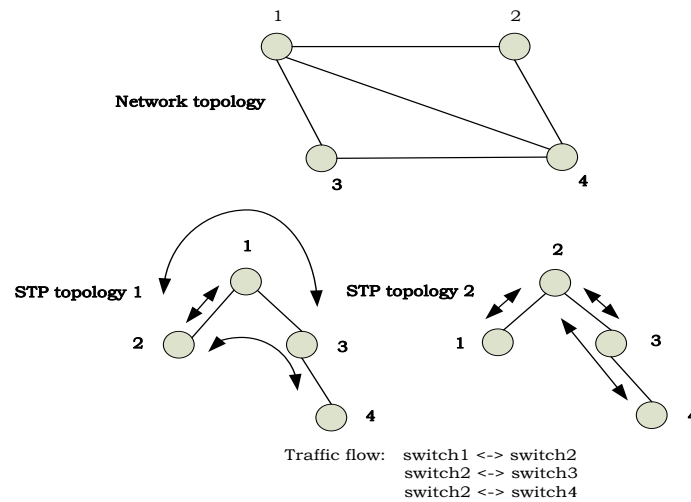 1 2
Network topology
3
4
1
2
STP topology 1
STP topology 2
2
1
3
3
4
4
Traffic flow: switch1 <-> switch2
switch2 <-> switch3
switch2 <-> switch4